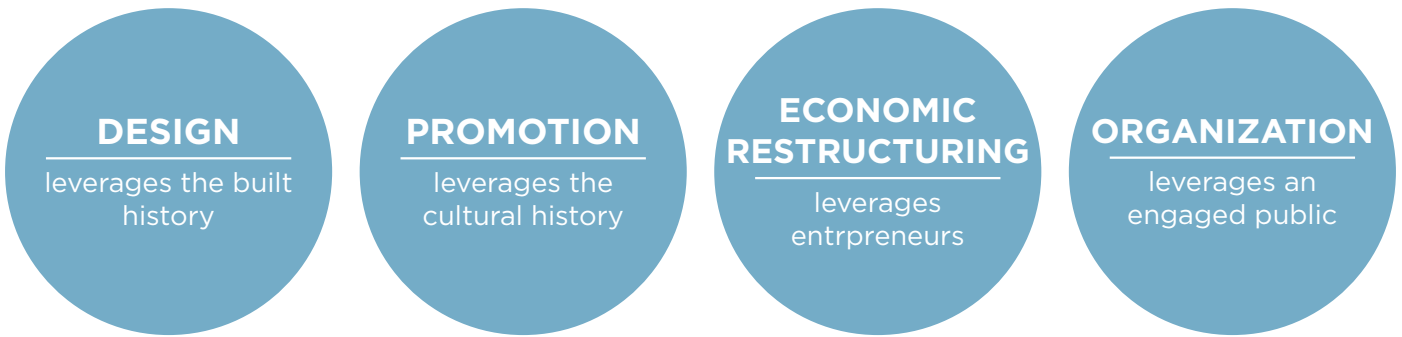 DESIGN
leverages the built
history
PROMOTION
leverages the
cultural history
ECONOMIC
RESTRUCTURING
leverages
entrpreneurs
ORGANIZATION
leverages an
engaged public